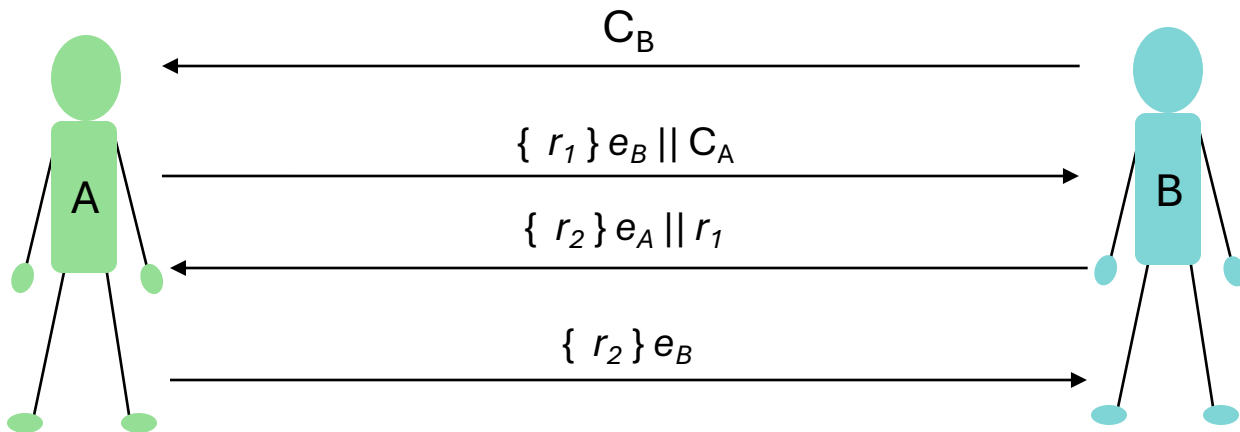 C_B
{ r_1 } e_B || C_A
A B
{ r_2 } e_A || r_1
{ r_2 } e_B